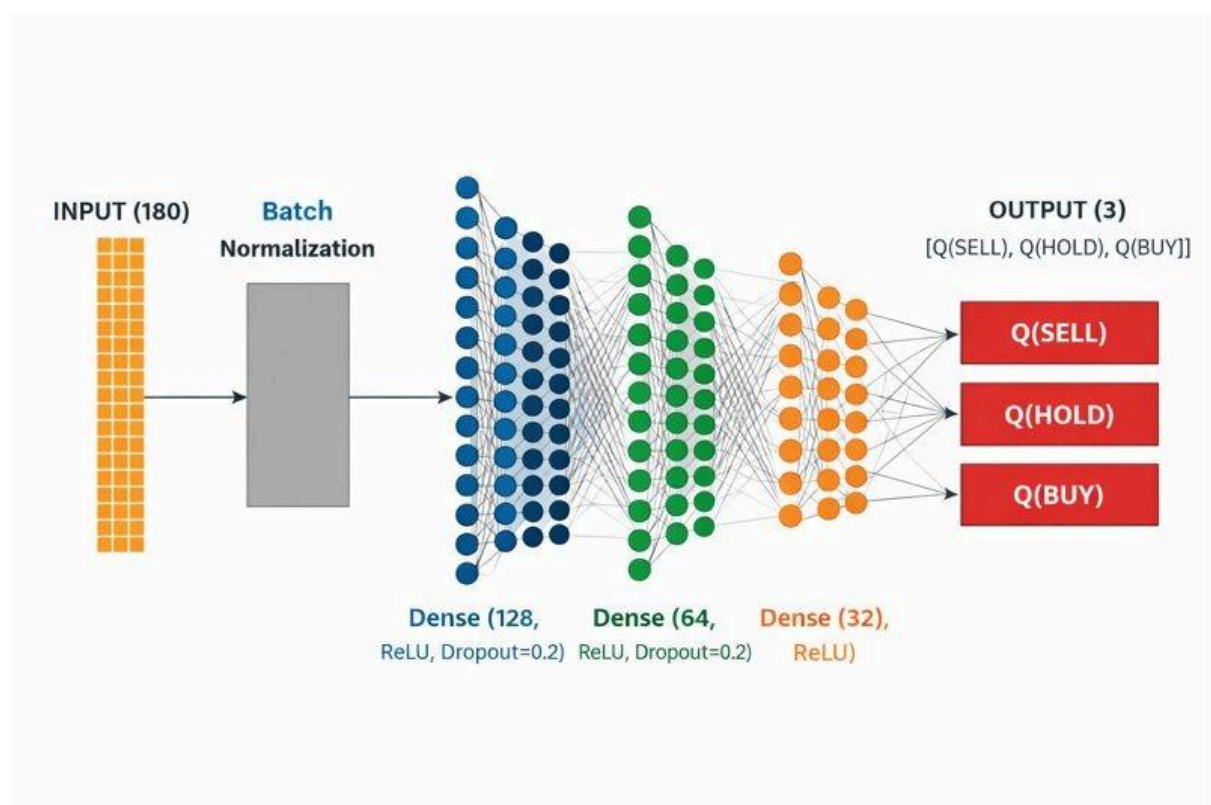 INPUT (180)
Batch
Normalization
OUTPUT (3)
[Q(SELL), Q(HOLD), Q(BUY]]
Q(SELL)
Q(HOLD)
Q(BUY)
Dense (128,
ReLU, Dropout=0.2)
Dense (64,
ReLU, Dropout=0.2)
Dense (32),
ReLU)